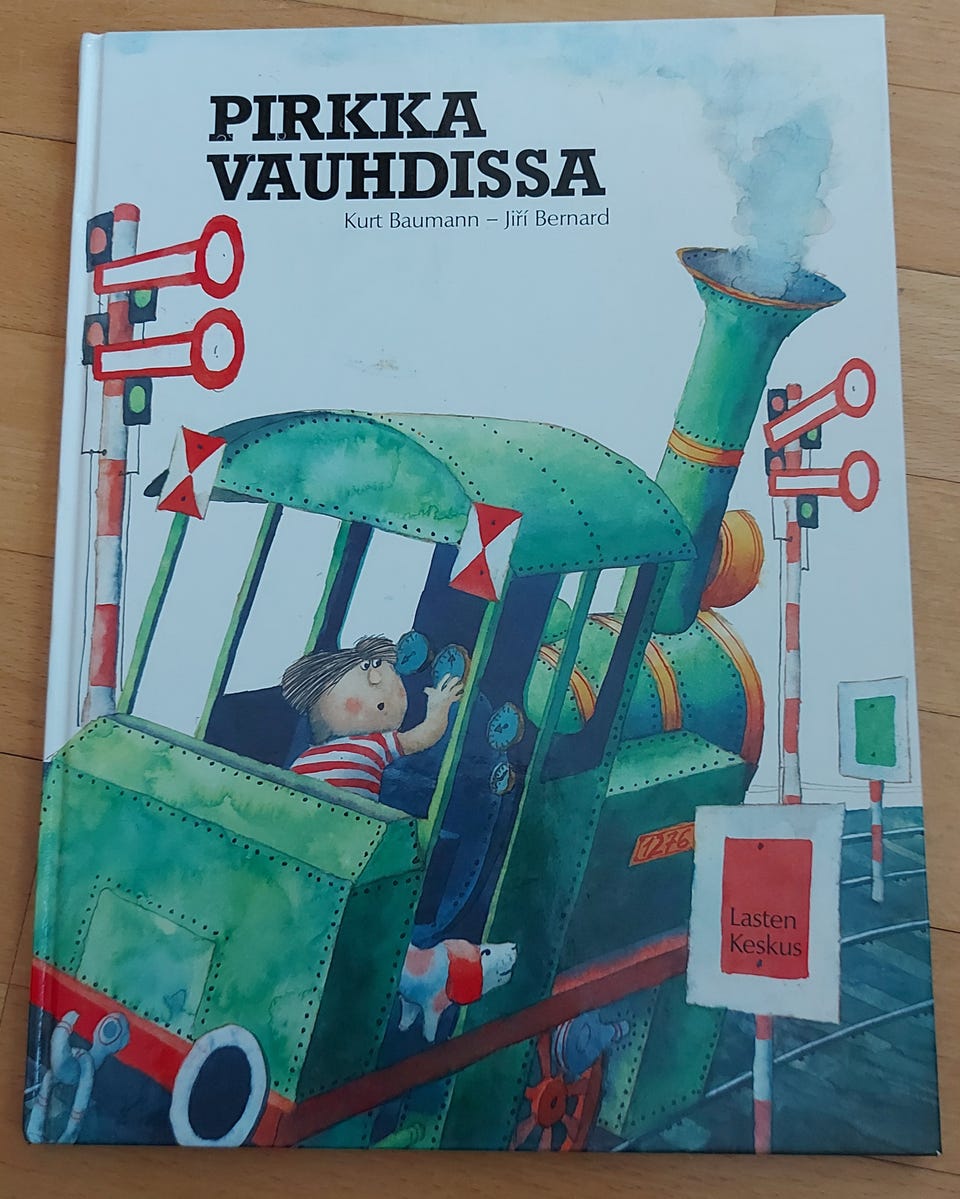 PIRKKA
VAUHDISSA
Kurt Baumann – Jiří Bernard
1276
Lasten
Keskus